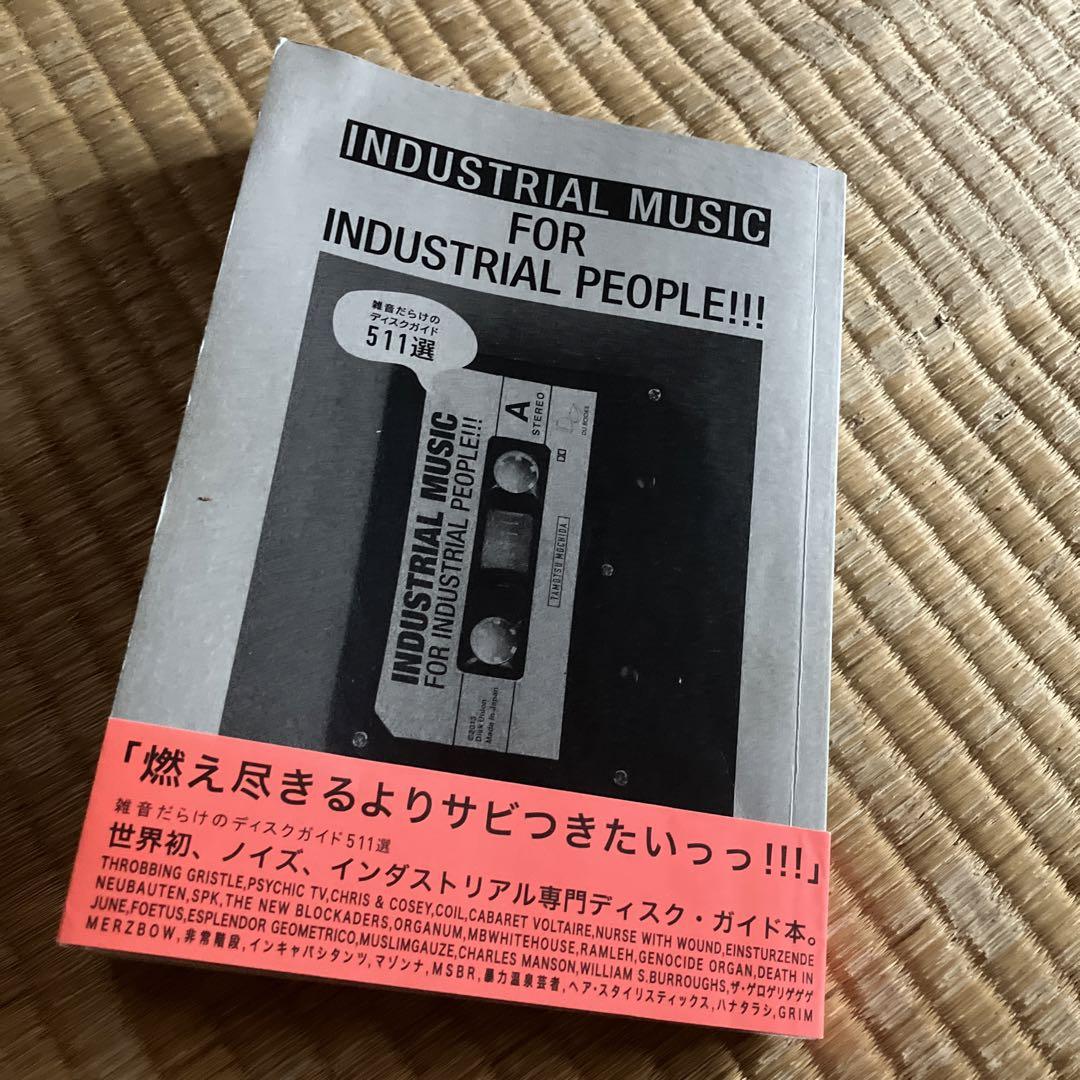 INDUSTRIAL MUSIC
FOR
INDUSTRIAL PEOPLE!!!
雑音だらけの
ディスクガイド
511選
INDUSTRIAL MUSIC
FOR INDUSTRIAL PEOPLE!!!
A
STEREO
TAMOTSU MOCHIDA
©2013
Disk Union
Made in Japan
「燃え尽きるよりサビつきたいっっ!!!」
雑音だらけのディスクガイド511選
世界初、ノイズ、インダストリアル専門ディスク・ガイド本。
THROBBING GRISTLE,PSYCHIC TV,CHRIS & COSEY,COIL,CABARET VOLTAIRE,NURSE WITH WOUND,EINSTURZENDE
NEUBAUTEN,SPK,THE NEW BLOCKADERS,ORGANUM,MBWHITEHOUSE,RAMLEH,GENOCIDE ORGAN,DEATH IN
JUNE,FOETUS,ESPLENDOR GEOMETRICO,MUSLIMGAUZE,CHARLES MANSON,WILLIAM S.BURROUGHS,ザ・ゲロゲリゲゲゲ
MERZBOW,非常階段,インキャパシタンツ,マゾンナ,MSBR,暴力温泉芸者,ヘア・スタイリスティックス,ハナタラシ,GRIM